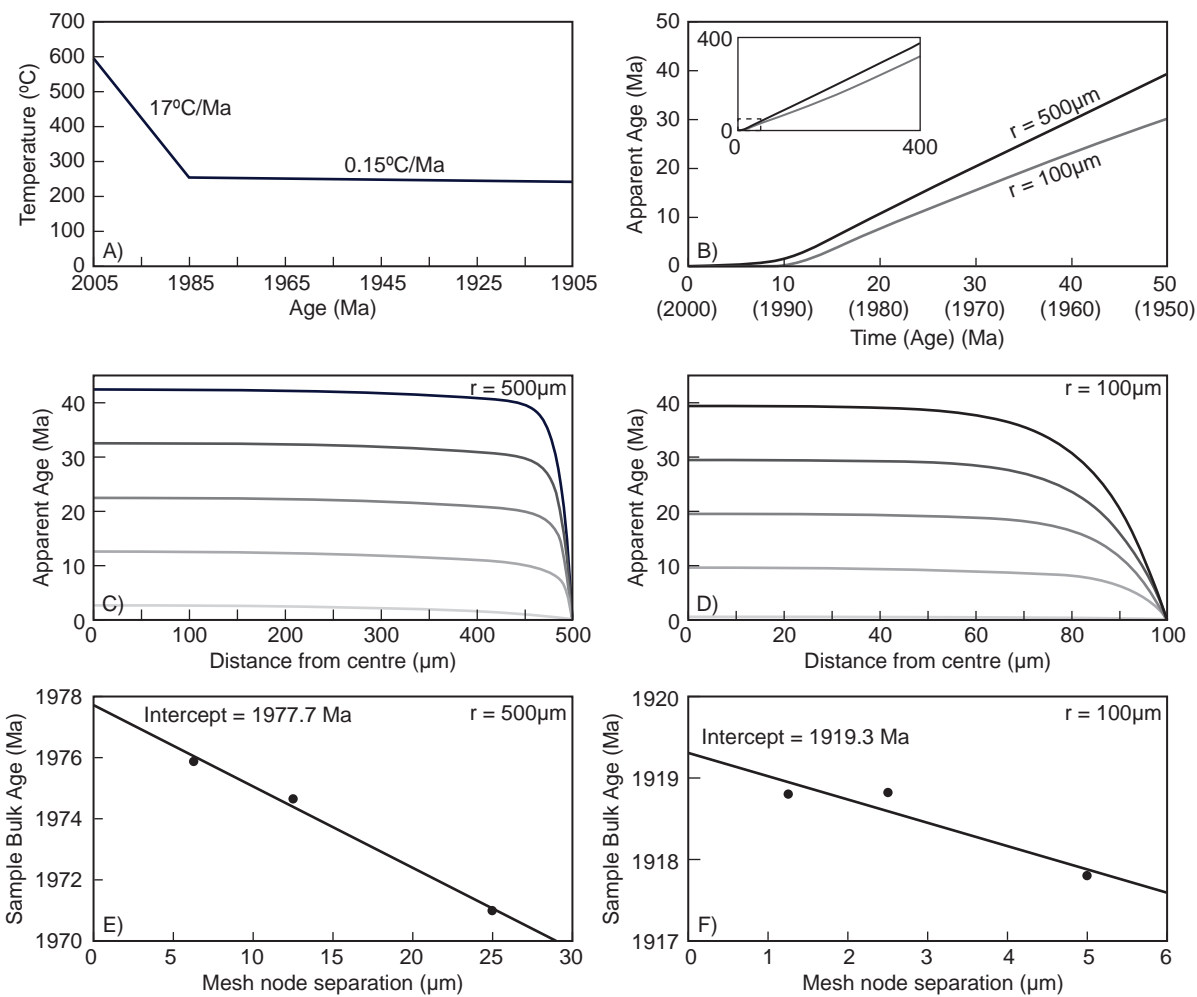 700
600
500
400
300
200
100
0
Temperature (ºC)
17ºC/Ma
0.15ºC/Ma
A)
2005 1985 1965 1945 1925 1905
Age (Ma)
50
40
30
20
10
0
Apparent Age (Ma)
400
0
0 400
r = 500µm
r = 100µm
B)
0 10 20 30 40 50
(2000) (1990) (1980) (1970) (1960) (1950)
Time (Age) (Ma)
40
30
20
10
0
Apparent Age (Ma)
r = 500µm
C)
0 100 200 300 400 500
Distance from centre (µm)
40
30
20
10
0
Apparent Age (Ma)
r = 100µm
D)
0 20 40 60 80 100
Distance from centre (µm)
1978
1976
1974
1972
1970
Sample Bulk Age (Ma)
Intercept = 1977.7 Ma
r = 500µm
E)
0 5 10 15 20 25 30
Mesh node separation (µm)
1920
1919
1918
1917
Sample Bulk Age (Ma)
r = 100µm
Intercept = 1919.3 Ma
F)
0 1 2 3 4 5 6
Mesh node separation (µm)